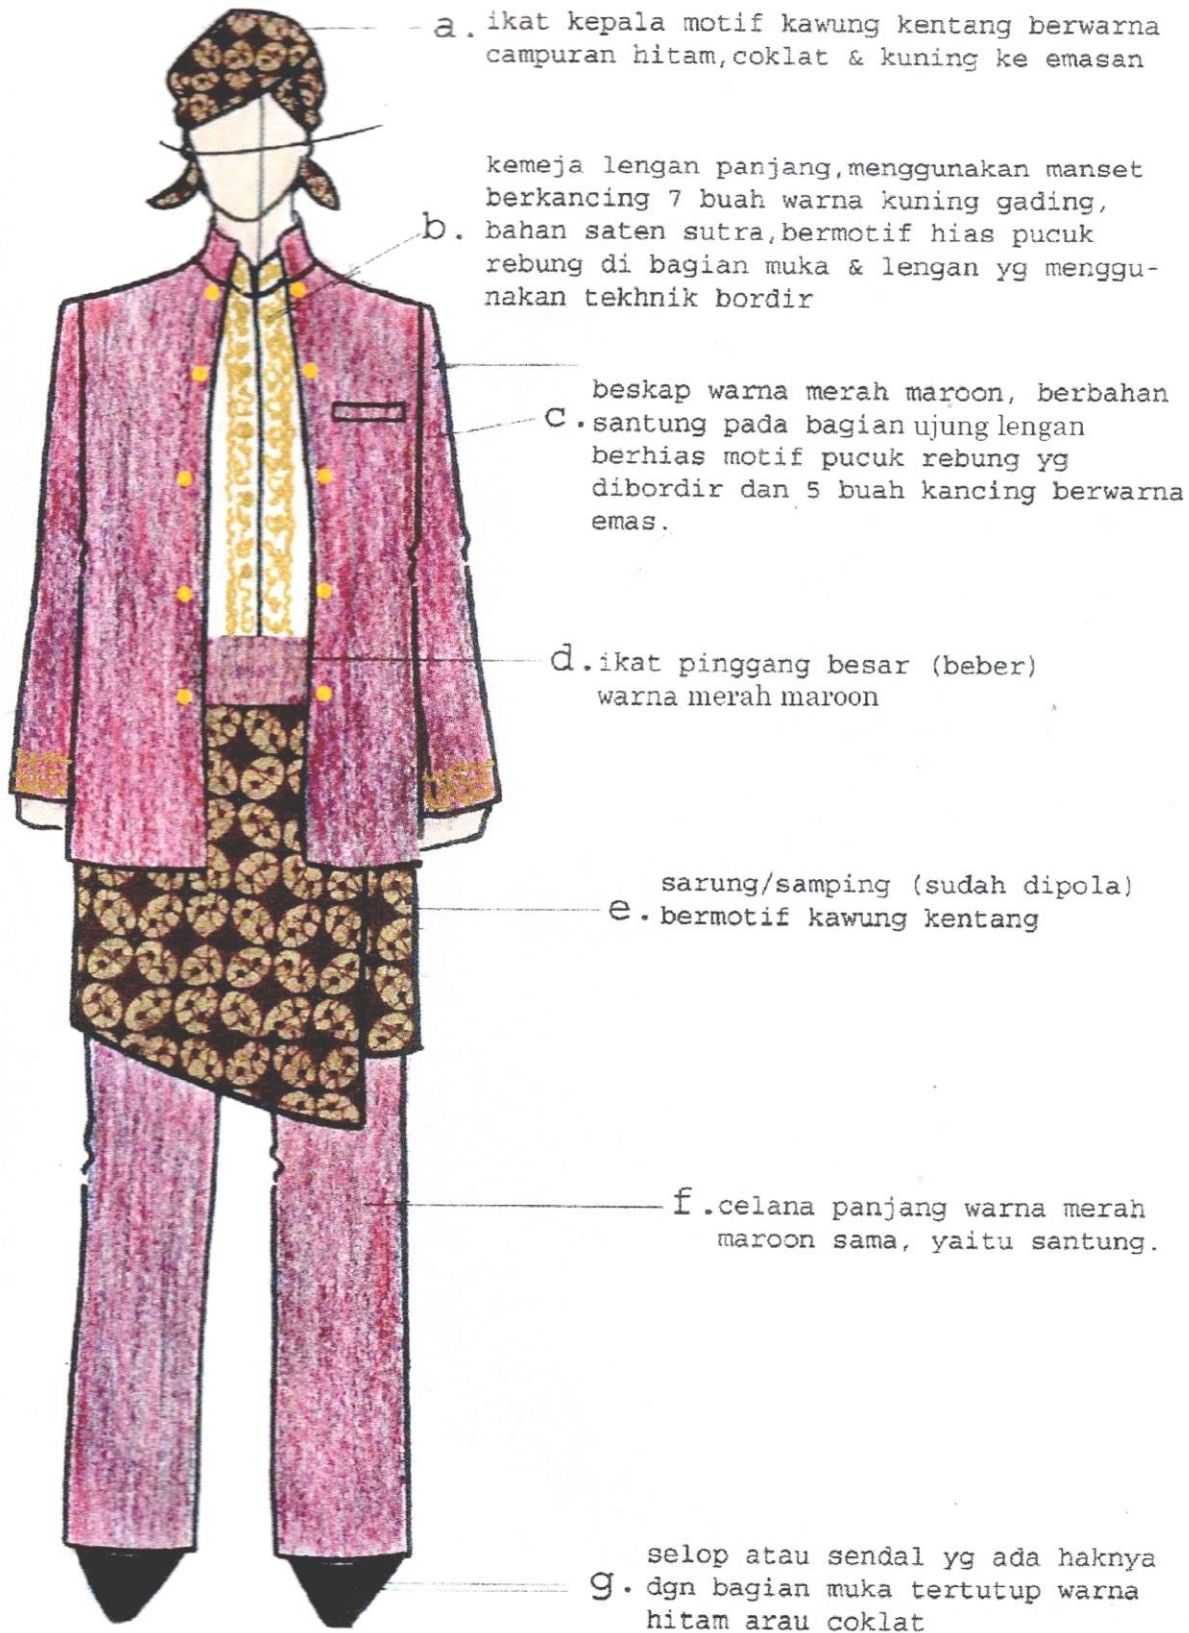 a. ikat kepala motif kawung kentang berwarna
campuran hitam,coklat & kuning ke emasan
kemeja lengan panjang,menggunakan manset
berkancing 7 buah warna kuning gading,
b. bahan saten sutra,bermotif hias pucuk
rebung di bagian muka & lengan yg menggu-
nakan tekhnik bordir
beskap warna merah maroon, berbahan
c. santung pada bagian ujung lengan
berhias motif pucuk rebung yg
dibordir dan 5 buah kancing berwarna
emas.
d. ikat pinggang besar (beber)
warna merah maroon
sarung/samping (sudah dipola)
e. bermotif kawung kentang
f. celana panjang warna merah
maroon sama, yaitu santung.
selop atau sendal yg ada haknya
g. dgn bagian muka tertutup warna
hitam arau coklat